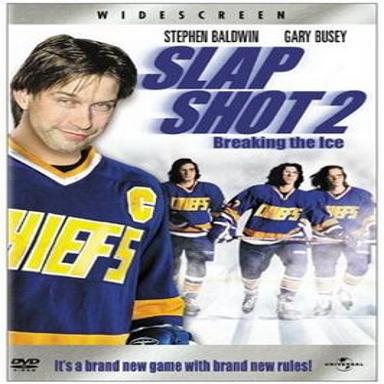 WIDESCREEN
STEPHEN BALDWIN GARY BUSEY
SLAP
SHOT 2
Breaking the Ice
C
CHIEFS
CHIEFS
CHIEFS
DVD
VIDEO
It's a brand new game with brand new rules!
UNIVERSAL